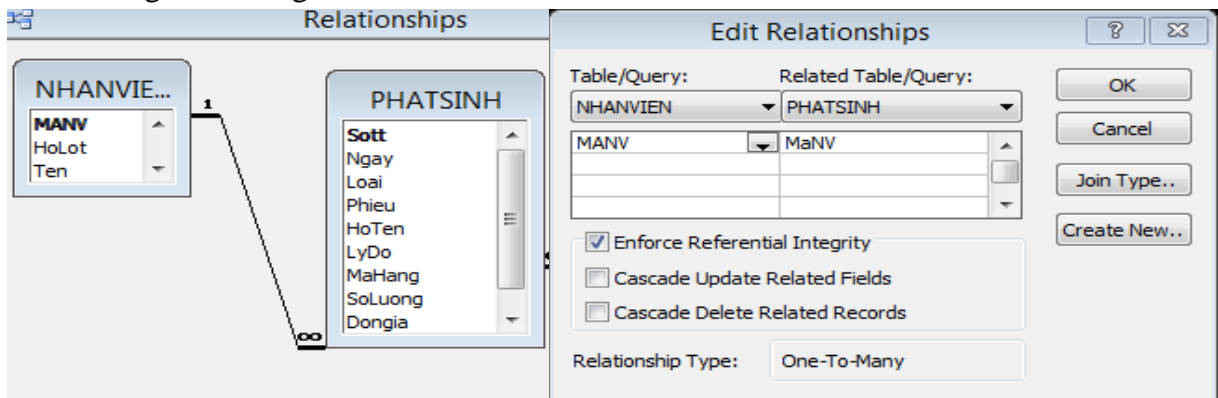 Relationships
NHANVIE...
MANV
HoLot
Ten
1
∞
PHATSINH
Sott
Ngay
Loai
Phieu
HoTen
LyDo
MaHang
SoLuong
Dongia
Edit Relationships
?
Table/Query: Related Table/Query:
NHANVIEN PHATSINH
MANV MaNV
Enforce Referential Integrity
Cascade Update Related Fields
Cascade Delete Related Records
Relationship Type: One-To-Many
OK
Cancel
Join Type..
Create New..